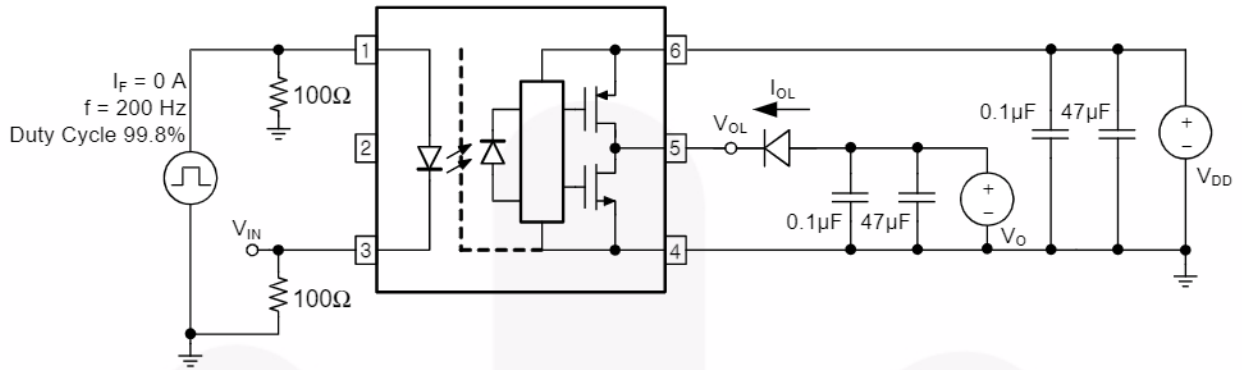 I_F = 0 A
f = 200 Hz
Duty Cycle 99.8%
100Ω
V_IN
100Ω
1
2
3
6
5
4
I_OL
V_OL
0.1µF
47µF
+
–
V_O
0.1µF
47µF
+
–
V_DD